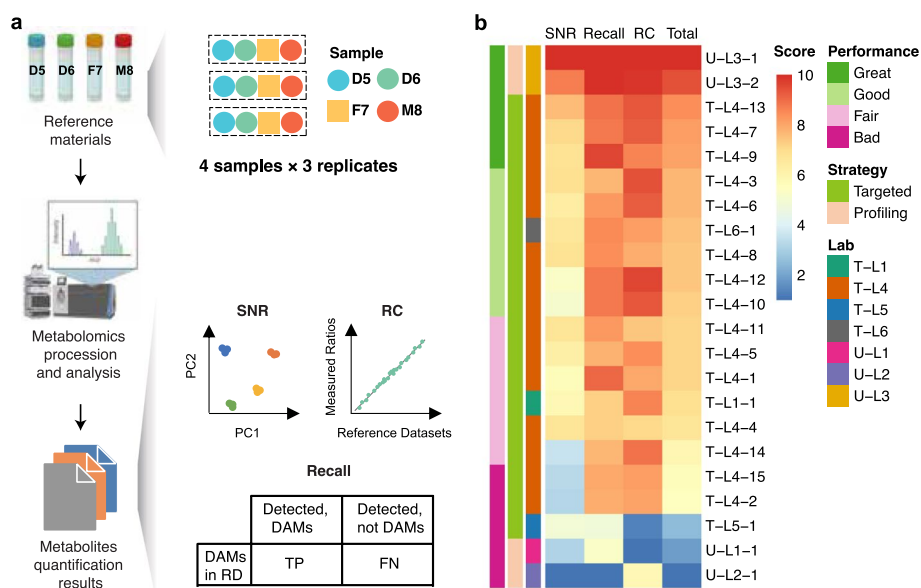 a
D5 D6 F7 M8
Reference
materials
Sample
D5 D6
F7 M8
4 samples × 3 replicates
Intensity
m/z
Metabolomics
procession
and analysis
SNR
PC2
PC1
RC
Measured Ratios
Reference Datasets
Metabolites
quantification
results
Recall
Detected,
DAMs
Detected,
not DAMs
DAMs
in RD
TP
FN
b
SNR Recall RC Total
U–L3–1
U–L3–2
T–L4–13
T–L4–7
T–L4–9
T–L4–3
T–L4–6
T–L6–1
T–L4–8
T–L4–12
T–L4–10
T–L4–11
T–L4–5
T–L4–1
T–L1–1
T–L4–4
T–L4–14
T–L4–15
T–L4–2
T–L5–1
U–L1–1
U–L2–1
Score
10
8
6
4
2
Performance
Great
Good
Fair
Bad
Strategy
Targeted
Profiling
Lab
T–L1
T–L4
T–L5
T–L6
U–L1
U–L2
U–L3